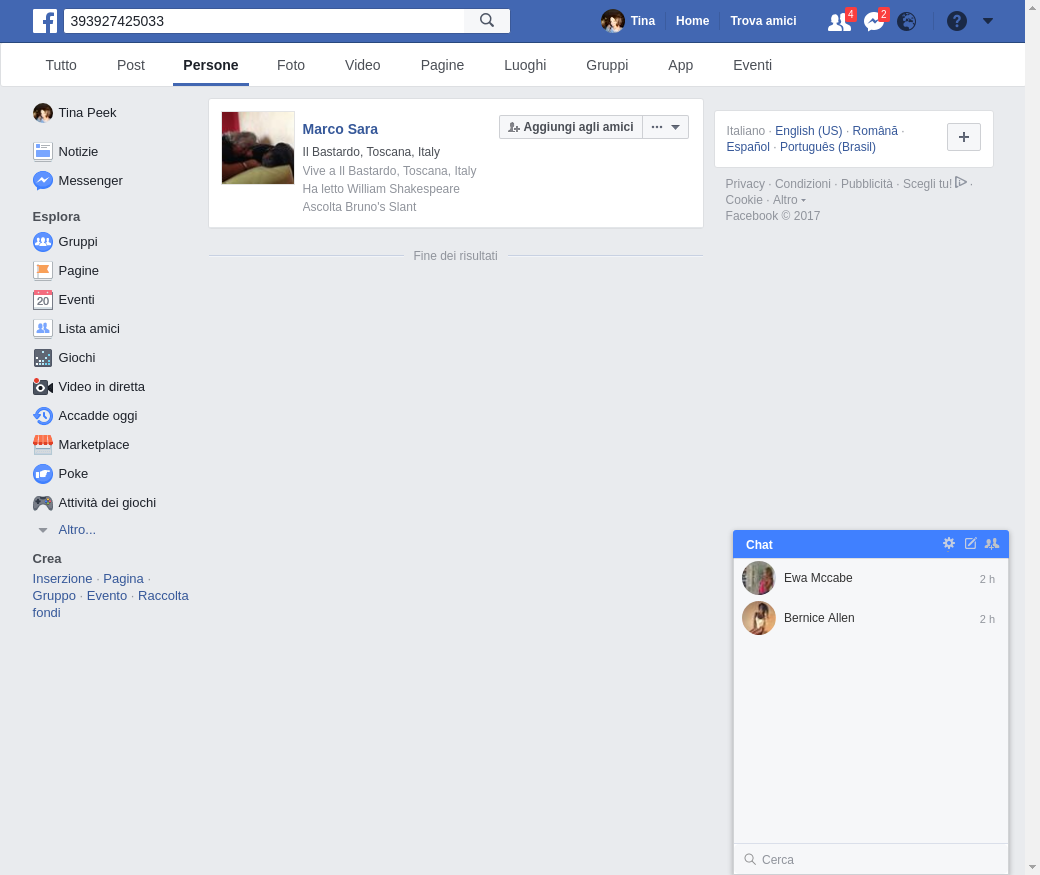 393927425033
Tina
Home
Trova amici
4
2
Tutto
Post
Persone
Foto
Video
Pagine
Luoghi
Gruppi
App
Eventi
Tina Peek
Notizie
Messenger
Esplora
Gruppi
Pagine
20
Eventi
Lista amici
Giochi
Video in diretta
Accadde oggi
Marketplace
Poke
Attività dei giochi
Altro...
Crea
Inserzione · Pagina ·
Gruppo · Evento · Raccolta
fondi
Marco Sara
Il Bastardo, Toscana, Italy
Vive a Il Bastardo, Toscana, Italy
Ha letto William Shakespeare
Ascolta Bruno's Slant
Aggiungi agli amici
Fine dei risultati
Italiano · English (US) · Română ·
Español · Português (Brasil)
Privacy · Condizioni · Pubblicità · Scegli tu! ·
Cookie · Altro
Facebook © 2017
Chat
Ewa Mccabe
2 h
Bernice Allen
2 h
Cerca